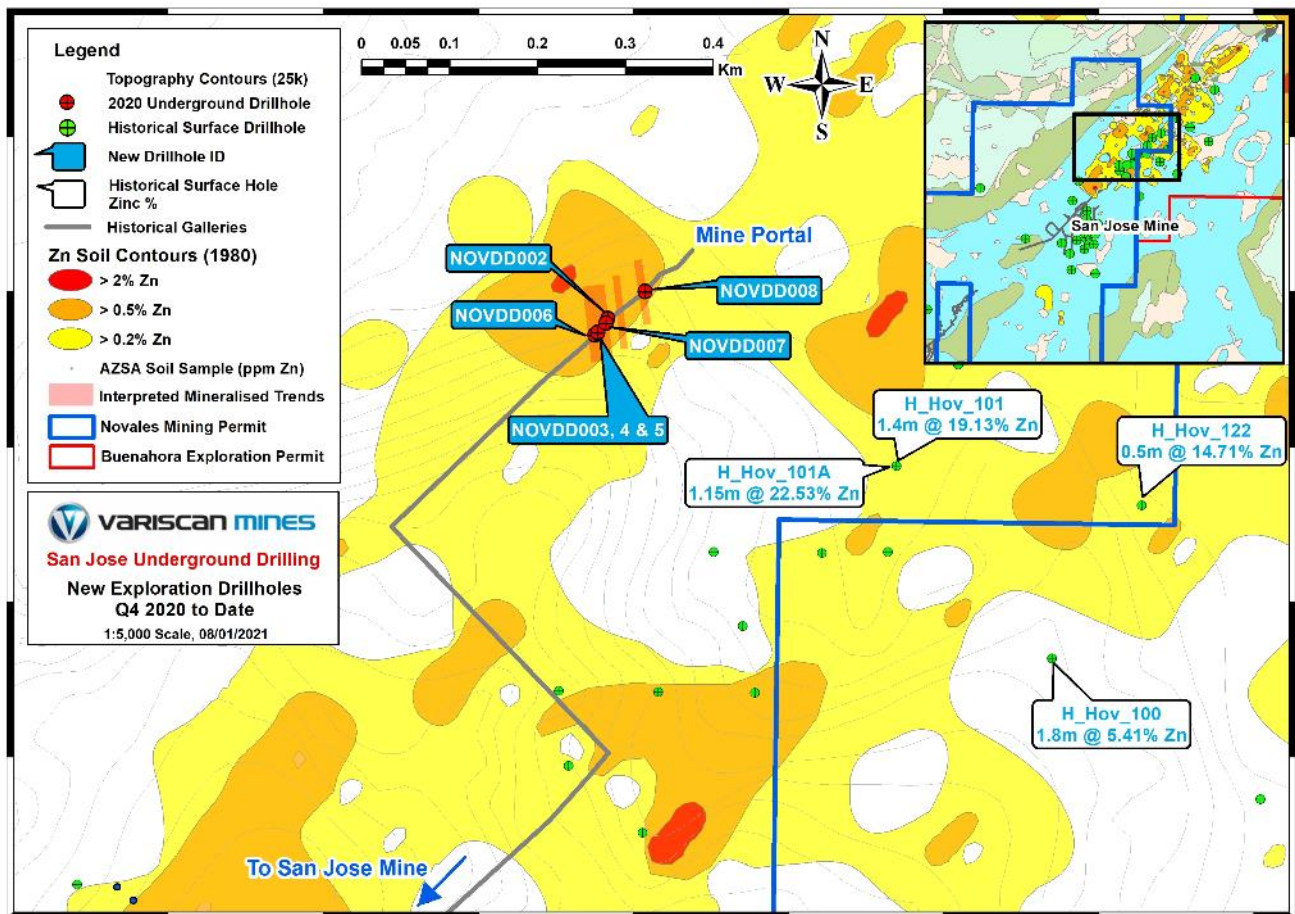 Legend
Topography Contours (25k)
2020 Underground Drillhole
Historical Surface Drillhole
New Drillhole ID
Historical Surface Hole
Zinc %
Historical Galleries
Zn Soil Contours (1980)
> 2% Zn
> 0.5% Zn
> 0.2% Zn
AZSA Soil Sample (ppm Zn)
Interpreted Mineralised Trends
Novales Mining Permit
Buenahora Exploration Permit
VARISCAN MINES
San Jose Underground Drilling
New Exploration Drillholes
Q4 2020 to Date
1:5,000 Scale, 08/01/2021
0 0.05 0.1 0.2 0.3 0.4
Km
N
W E
S
San Jose Mine
Mine Portal
NOVDD002
NOVDD008
NOVDD006
NOVDD007
NOVDD003, 4 & 5
H_Hov_101
1.4m @ 19.13% Zn
H_Hov_122
0.5m @ 14.71% Zn
H_Hov_101A
1.15m @ 22.53% Zn
H_Hov_100
1.8m @ 5.41% Zn
To San Jose Mine